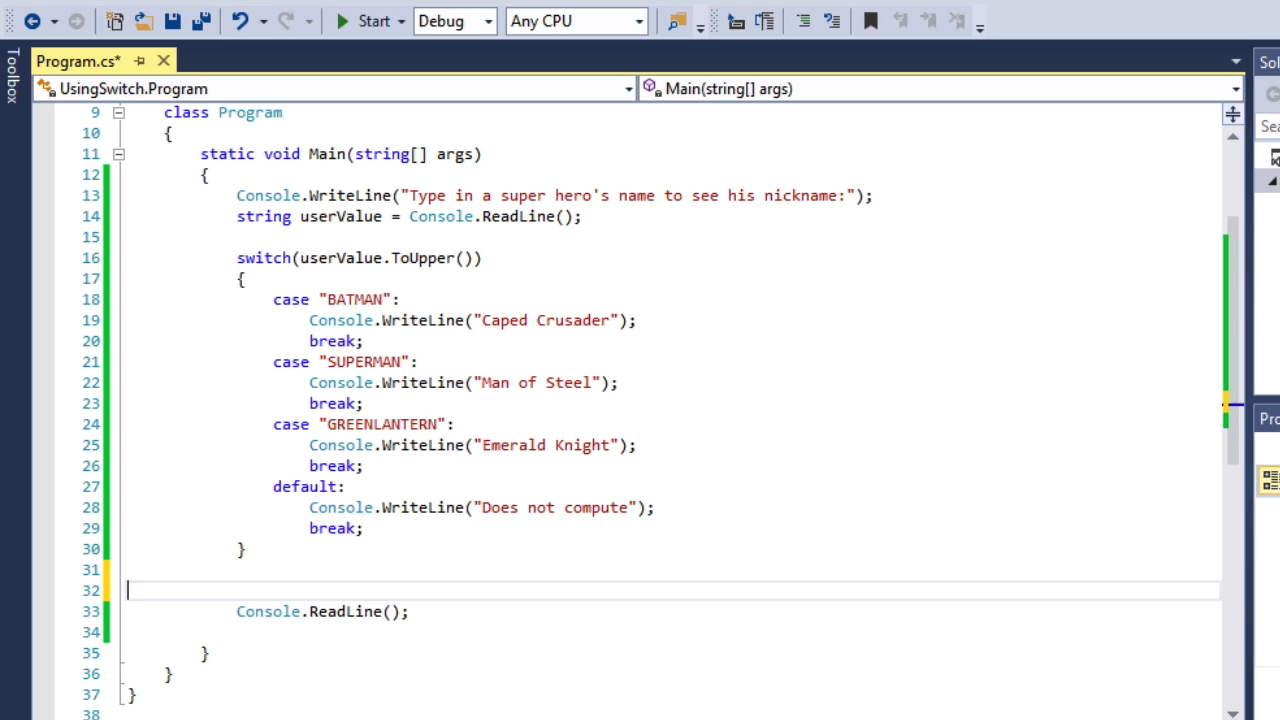 Start Debug Any CPU
Toolbox
Program.cs*
Sol
UsingSwitch.Program Main(string[] args)
Sea
9 class Program
10 {
11 static void Main(string[] args)
12 {
13 Console.WriteLine("Type in a super hero's name to see his nickname:");
14 string userValue = Console.ReadLine();
15
16 switch(userValue.ToUpper())
17 {
18 case "BATMAN":
19 Console.WriteLine("Caped Crusader");
20 break;
21 case "SUPERMAN":
22 Console.WriteLine("Man of Steel");
23 break;
24 case "GREENLANTERN":
25 Console.WriteLine("Emerald Knight");
26 break;
27 default:
28 Console.WriteLine("Does not compute");
29 break;
30 }
31
32
33 Console.ReadLine();
34
35 }
36 }
37 }
38
Pro